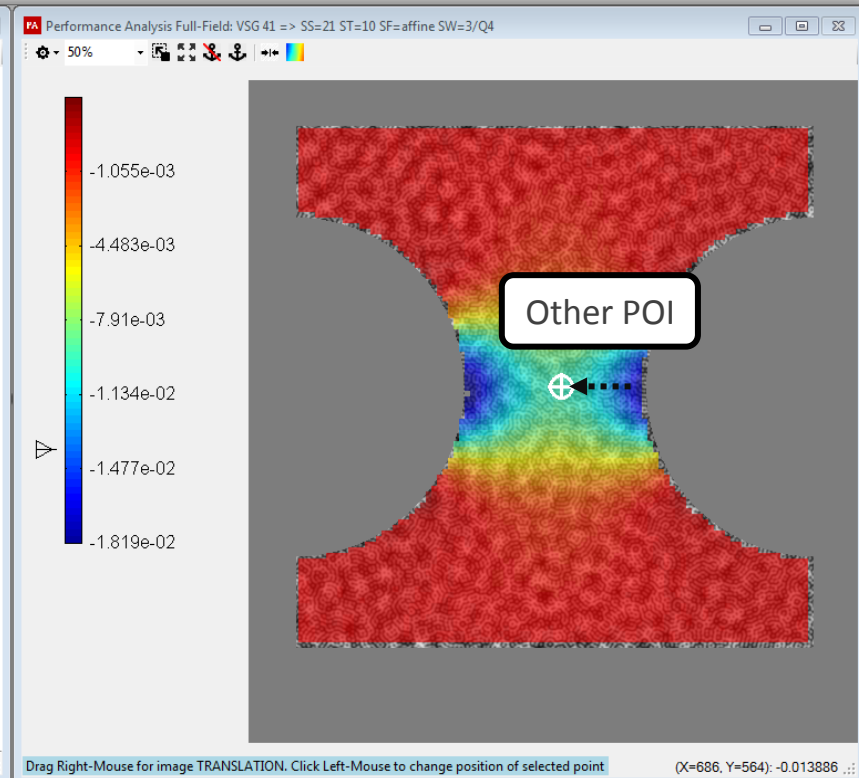 PA Performance Analysis Full-Field: VSG 41 => SS=21 ST=10 SF=affine SW=3/Q4
50%
-1.055e-03
-4.483e-03
-7.91e-03
-1.134e-02
-1.477e-02
-1.819e-02
Other POI
Drag Right-Mouse for image TRANSLATION. Click Left-Mouse to change position of selected point
(X=686, Y=564): -0.013886